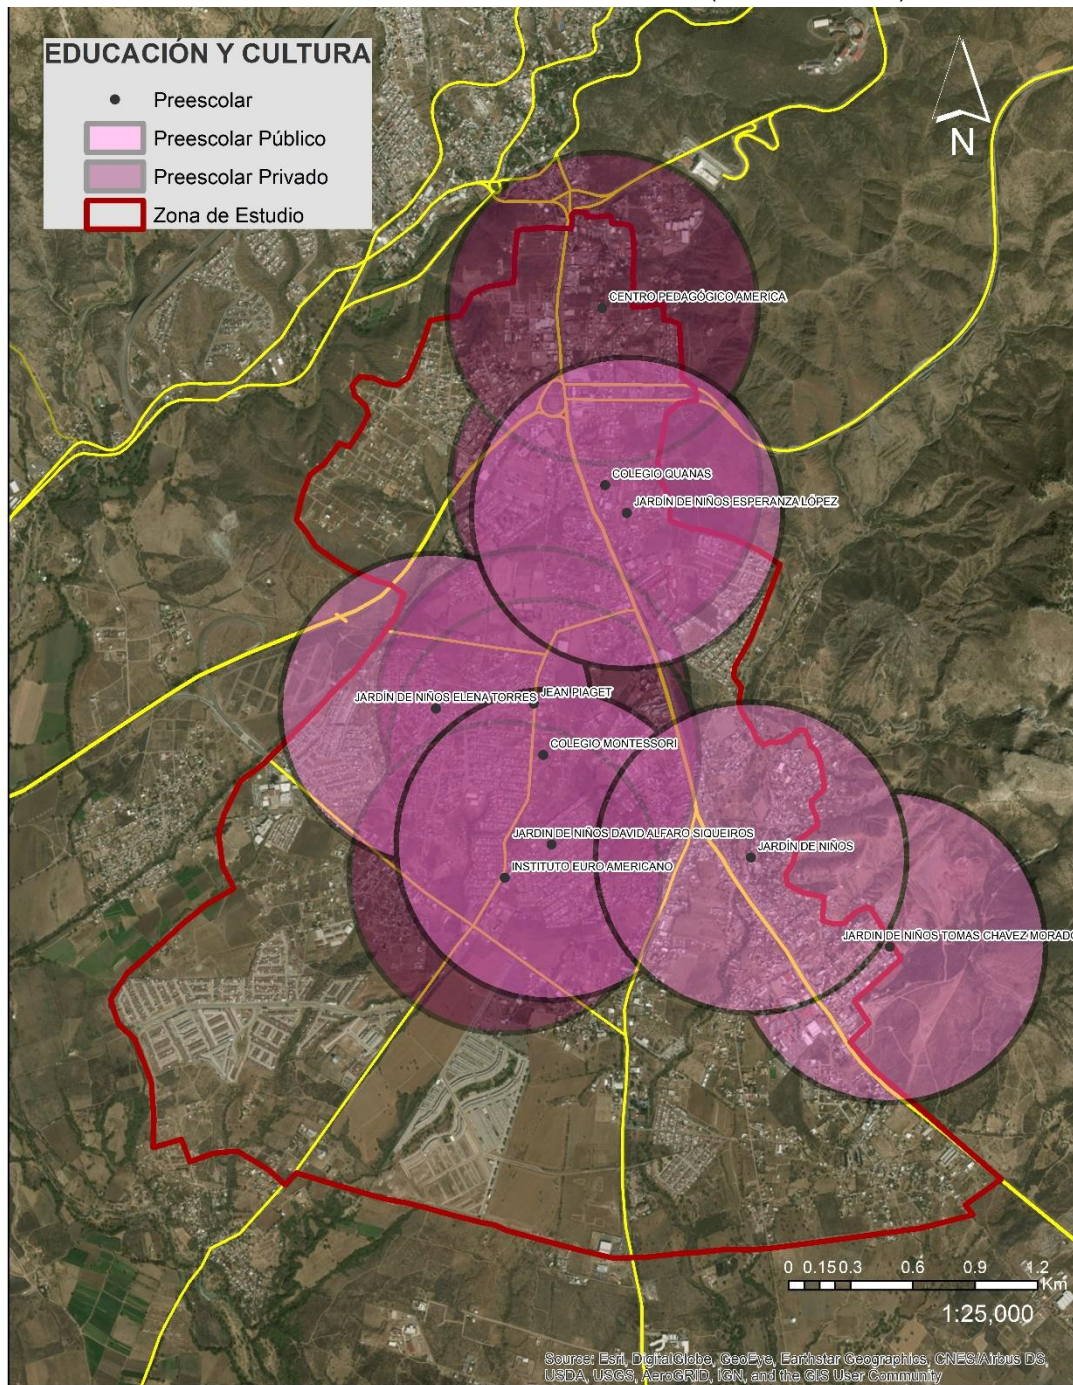 EDUCACIÓN Y CULTURA
Preescolar
Preescolar Público
Preescolar Privado
Zona de Estudio
N
CENTRO PEDAGÓGICO AMERICA
COLEGIO QUANAS
JARDÍN DE NIÑOS ESPERANZA LÓPEZ
JARDÍN DE NIÑOS ELENA TORRES
JEAN PIAGET
COLEGIO MONTESSORI
JARDIN DE NIÑOS DAVID ALFARO SIQUEIROS
JARDÍN DE NIÑOS
INSTITUTO EURO AMERICANO
JARDIN DE NIÑOS TOMAS CHAVEZ MORADO
0 0.15 0.3 0.6 0.9 1.2
Km
1:25,000
Source: Esri, DigitalGlobe, GeoEye, Earthstar Geographics, CNES/Airbus DS,
USDA, USGS, AeroGRID, IGN, and the GIS User Community